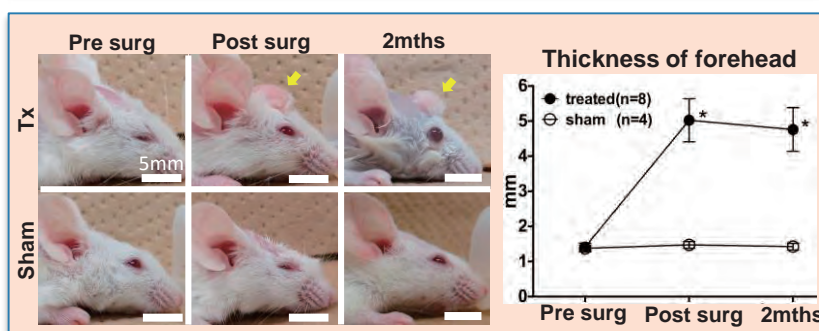 Pre surg Post surg 2mths
Tx
5mm
Sham
Thickness of forehead
treated(n=8)
sham (n=4)
mm
6
5
4
3
2
1
0
*
*
Pre surg Post surg 2mths